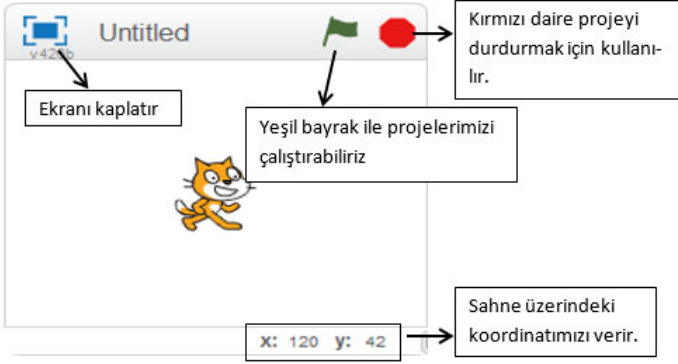 Untitled
v428b
Ekranı kaplatır
Kırmızı daire projeyi
durdurmak için kullanı-
lır.
Yeşil bayrak ile projelerimizi
çalıştırabiliriz
Sahne üzerindeki
koordinatımızı verir.
x: 120 y: 42